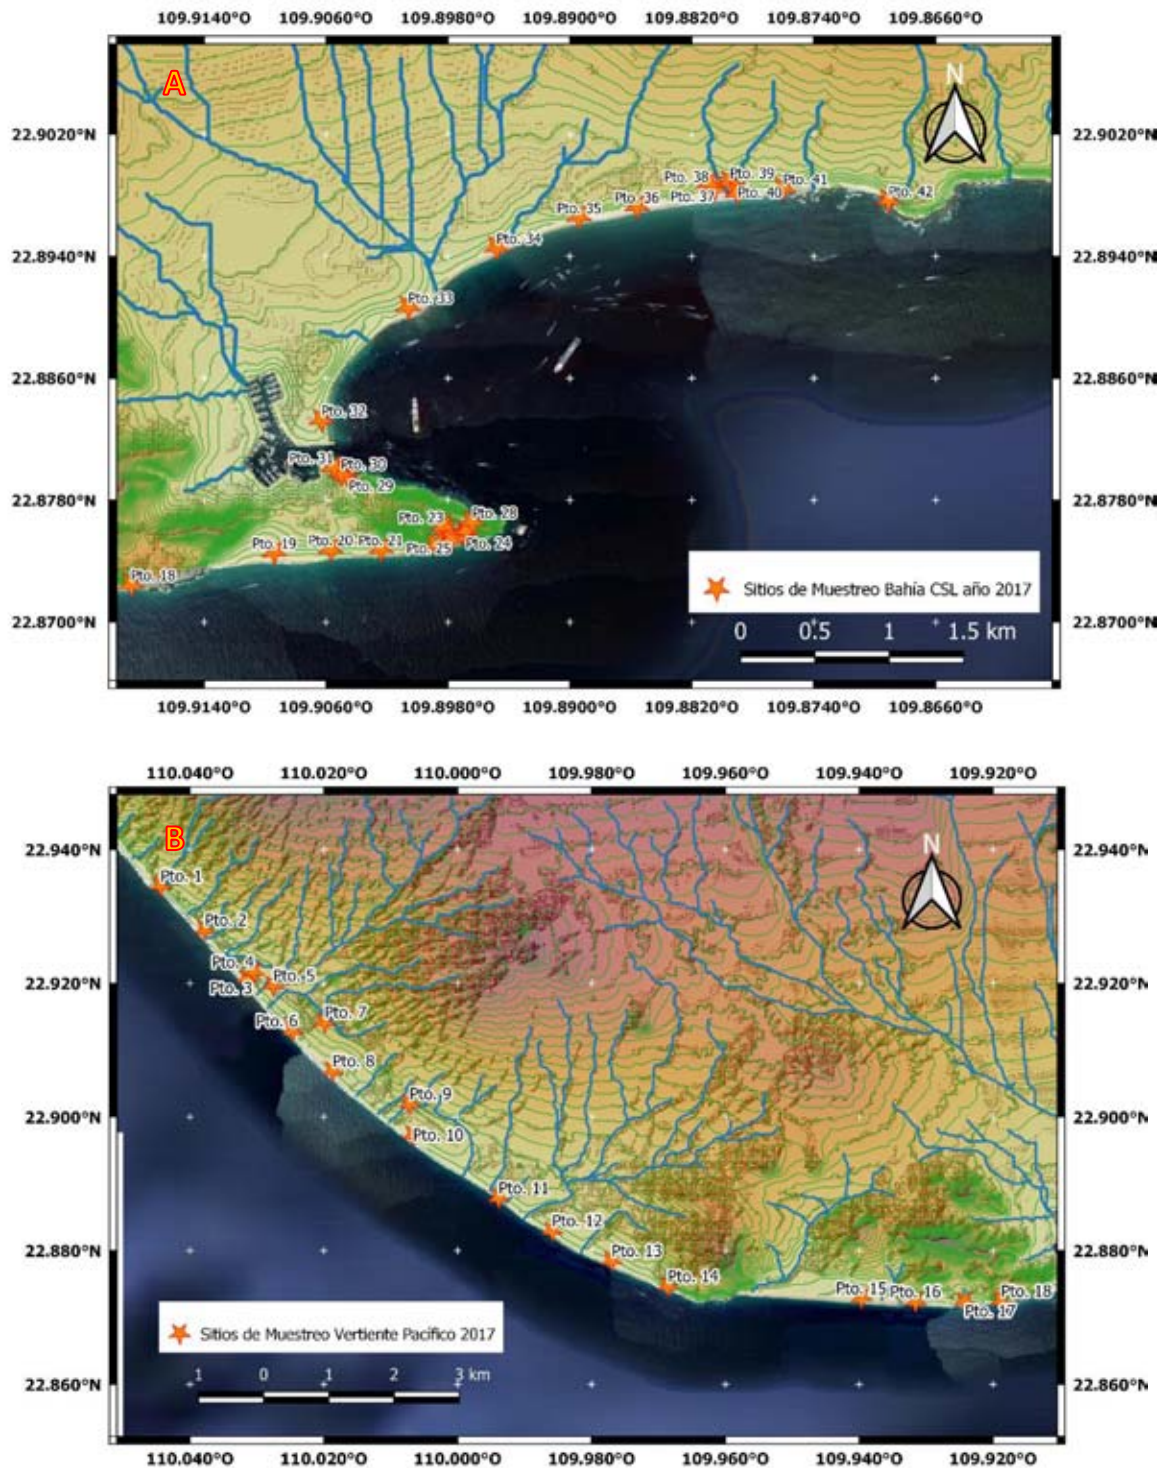 109.9140°O 109.9060°O 109.8980°O 109.8900°O 109.8820°O 109.8740°O 109.8660°O
A
N
22.9020°N 22.9020°N
Pto. 38 Pto. 39 Pto. 41
Pto. 36 Pto. 37 Pto. 40 Pto. 42
Pto. 35
Pto. 34
22.8940°N 22.8940°N
Pto. 33
22.8860°N 22.8860°N
Pto. 32
Pto. 31 Pto. 30
Pto. 29
22.8780°N 22.8780°N
Pto. 23 Pto. 28
Pto. 19 Pto. 20 Pto. 21 Pto. 25 Pto. 24
Pto. 18
Sitios de Muestreo Bahía CSL año 2017
22.8700°N 22.8700°N
0 0.5 1 1.5 km
109.9140°O 109.9060°O 109.8980°O 109.8900°O 109.8820°O 109.8740°O 109.8660°O
110.040°O 110.020°O 110.000°O 109.980°O 109.960°O 109.940°O 109.920°O
B
N
22.940°N 22.940°N
Pto. 1
Pto. 2
Pto. 4 Pto. 5
22.920°N 22.920°N
Pto. 3
Pto. 6 Pto. 7
Pto. 8
Pto. 9
22.900°N 22.900°N
Pto. 10
Pto. 11
Pto. 12
22.880°N 22.880°N
Pto. 13
Pto. 14
Pto. 15 Pto. 16 Pto. 18
Pto. 17
Sitios de Muestreo Vertiente Pacífico 2017
1 0 1 2 3 km
22.860°N 22.860°N
110.040°O 110.020°O 110.000°O 109.980°O 109.960°O 109.940°O 109.920°O